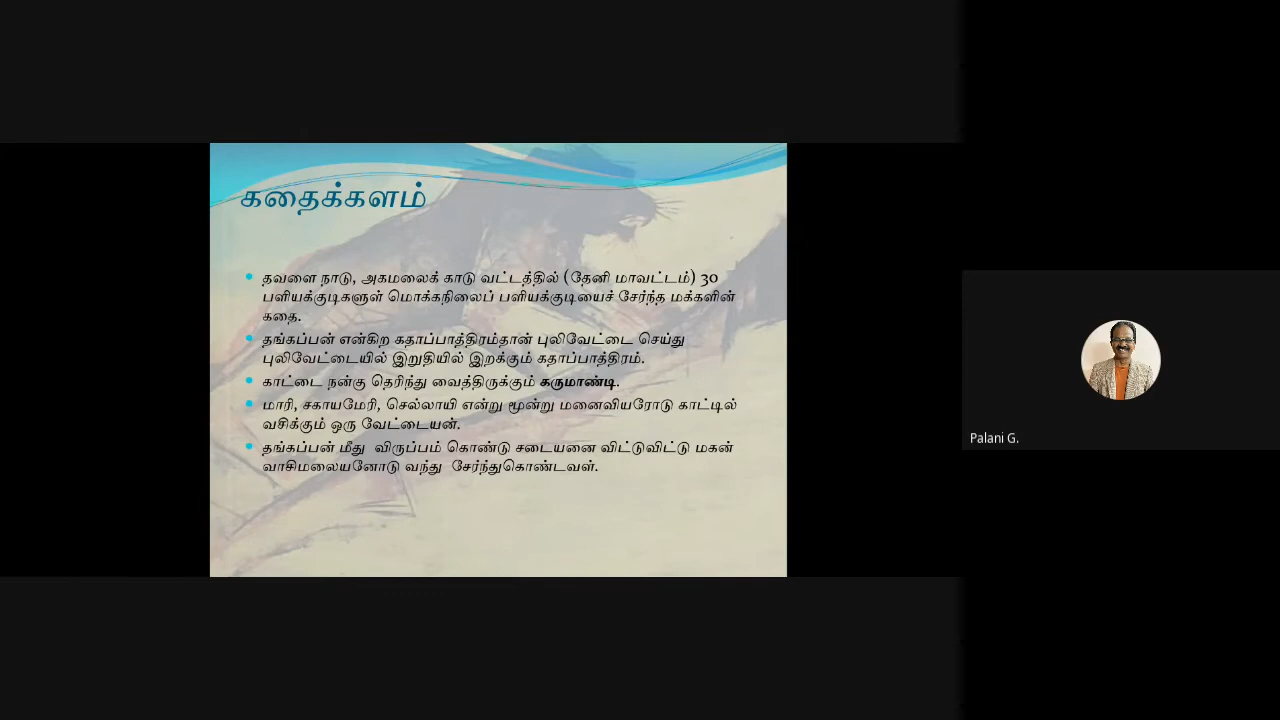 கதைக்களம்
தவளை நாடு, அகமலைக் காடு வட்டத்தில் (தேனி மாவட்டம்) 30
பளியக்குடிகளுள் மொக்கநிலைப் பளியக்குடியைச் சேர்ந்த மக்களின்
கதை.
தங்கப்பன் என்கிற கதாப்பாத்திரம்தான் புலிவேட்டை செய்து
புலிவேட்டையில் இறுதியில் இறக்கும் கதாப்பாத்திரம்.
காட்டை நன்கு தெரிந்து வைத்திருக்கும் கருமாண்டி.
மாரி, சகாயமேரி, செல்லாயி என்று மூன்று மனைவியரோடு காட்டில்
வசிக்கும் ஒரு வேட்டையன்.
தங்கப்பன் மீது விருப்பம் கொண்டு சடையனை விட்டுவிட்டு மகன்
வாசிமலையனோடு வந்து சேர்ந்துகொண்டவள்.
Palani G.